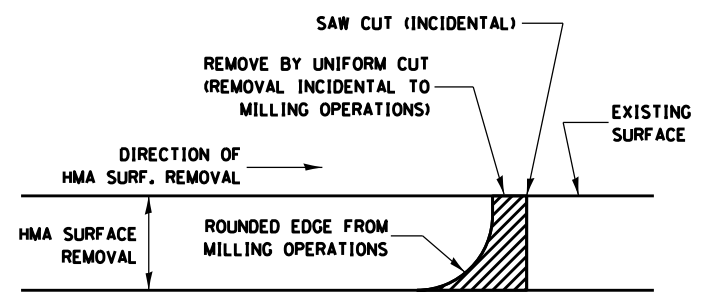 SAW CUT (INCIDENTAL)
REMOVE BY UNIFORM CUT
(REMOVAL INCIDENTAL TO
MILLING OPERATIONS)
EXISTING
SURFACE
DIRECTION OF
HMA SURF. REMOVAL
HMA SURFACE
REMOVAL
ROUNDED EDGE FROM
MILLING OPERATIONS